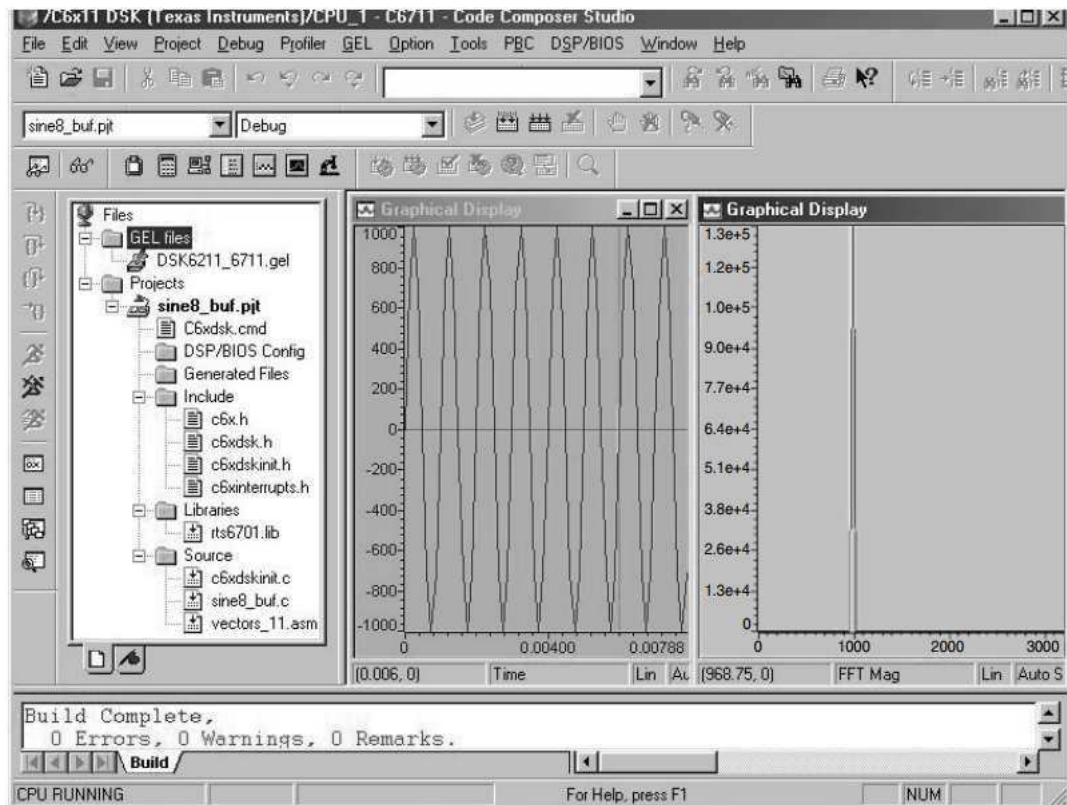 /C6x11 DSK (Texas Instruments)/CPU_1 - C6711 - Code Composer Studio
File Edit View Project Debug Profiler GEL Option Tools PBC DSP/BIOS Window Help
sine8_buf.pjt Debug
Files
GEL files
DSK6211_6711.gel
Projects
sine8_buf.pjt
C6xdsk.cmd
DSP/BIOS Config
Generated Files
Include
c6x.h
c6xdsk.h
c6xdskinit.h
c6xinterrupts.h
Libraries
rts6701.lib
Source
c6xdskinit.c
sine8_buf.c
vectors_11.asm
Graphical Display
1000
800
600
400
200
0
-200
-400
-600
-800
-1000
0 0.00400 0.00788
(0.006, 0) Time Lin Au
Graphical Display
1.3e+5
1.2e+5
1.0e+5
9.0e+4
7.7e+4
6.4e+4
5.1e+4
3.8e+4
2.6e+4
1.3e+4
0
0 1000 2000 3000
(968.75, 0) FFT Mag Lin Auto S
Build Complete,
0 Errors, 0 Warnings, 0 Remarks.
Build
CPU RUNNING For Help, press F1 NUM